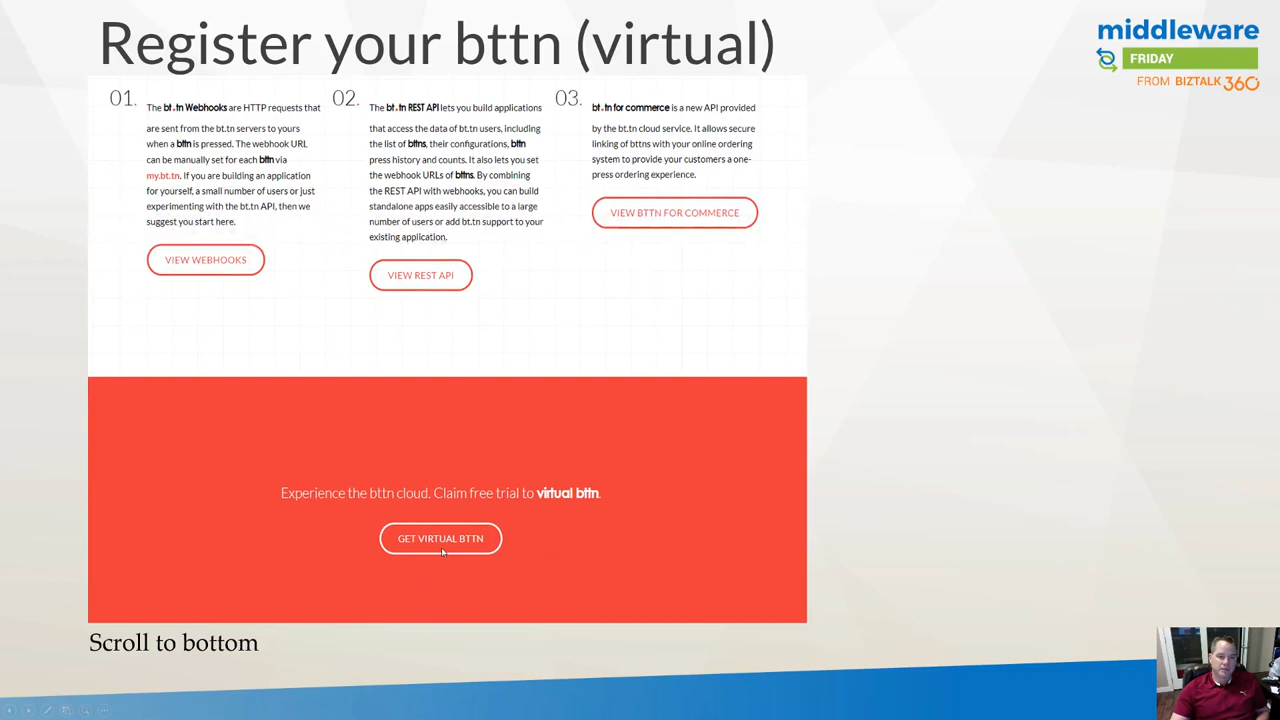 Register your bttn (virtual)
middleware
FRIDAY
FROM BIZTALK360
01.
The bt.tn Webhooks are HTTP requests that
are sent from the bt.tn servers to yours
when a bttn is pressed. The webhook URL
can be manually set for each bttn via
my.bt.tn. If you are building an application
for yourself, a small number of users or just
experimenting with the bt.tn API, then we
suggest you start here.
VIEW WEBHOOKS
02.
The bt.tn REST API lets you build applications
that access the data of bt.tn users, including
the list of bttns, their configurations, bttn
press history and counts. It also lets you set
the webhook URLs of bttns. By combining
the REST API with webhooks, you can build
standalone apps easily accessible to a large
number of users or add bt.tn support to your
existing application.
VIEW REST API
03.
bt.tn for commerce is a new API provided
by the bt.tn cloud service. It allows secure
linking of bttns with your online ordering
system to provide your customers a one-
press ordering experience.
VIEW BTTN FOR COMMERCE
Experience the bttn cloud. Claim free trial to virtual bttn.
GET VIRTUAL BTTN
Scroll to bottom